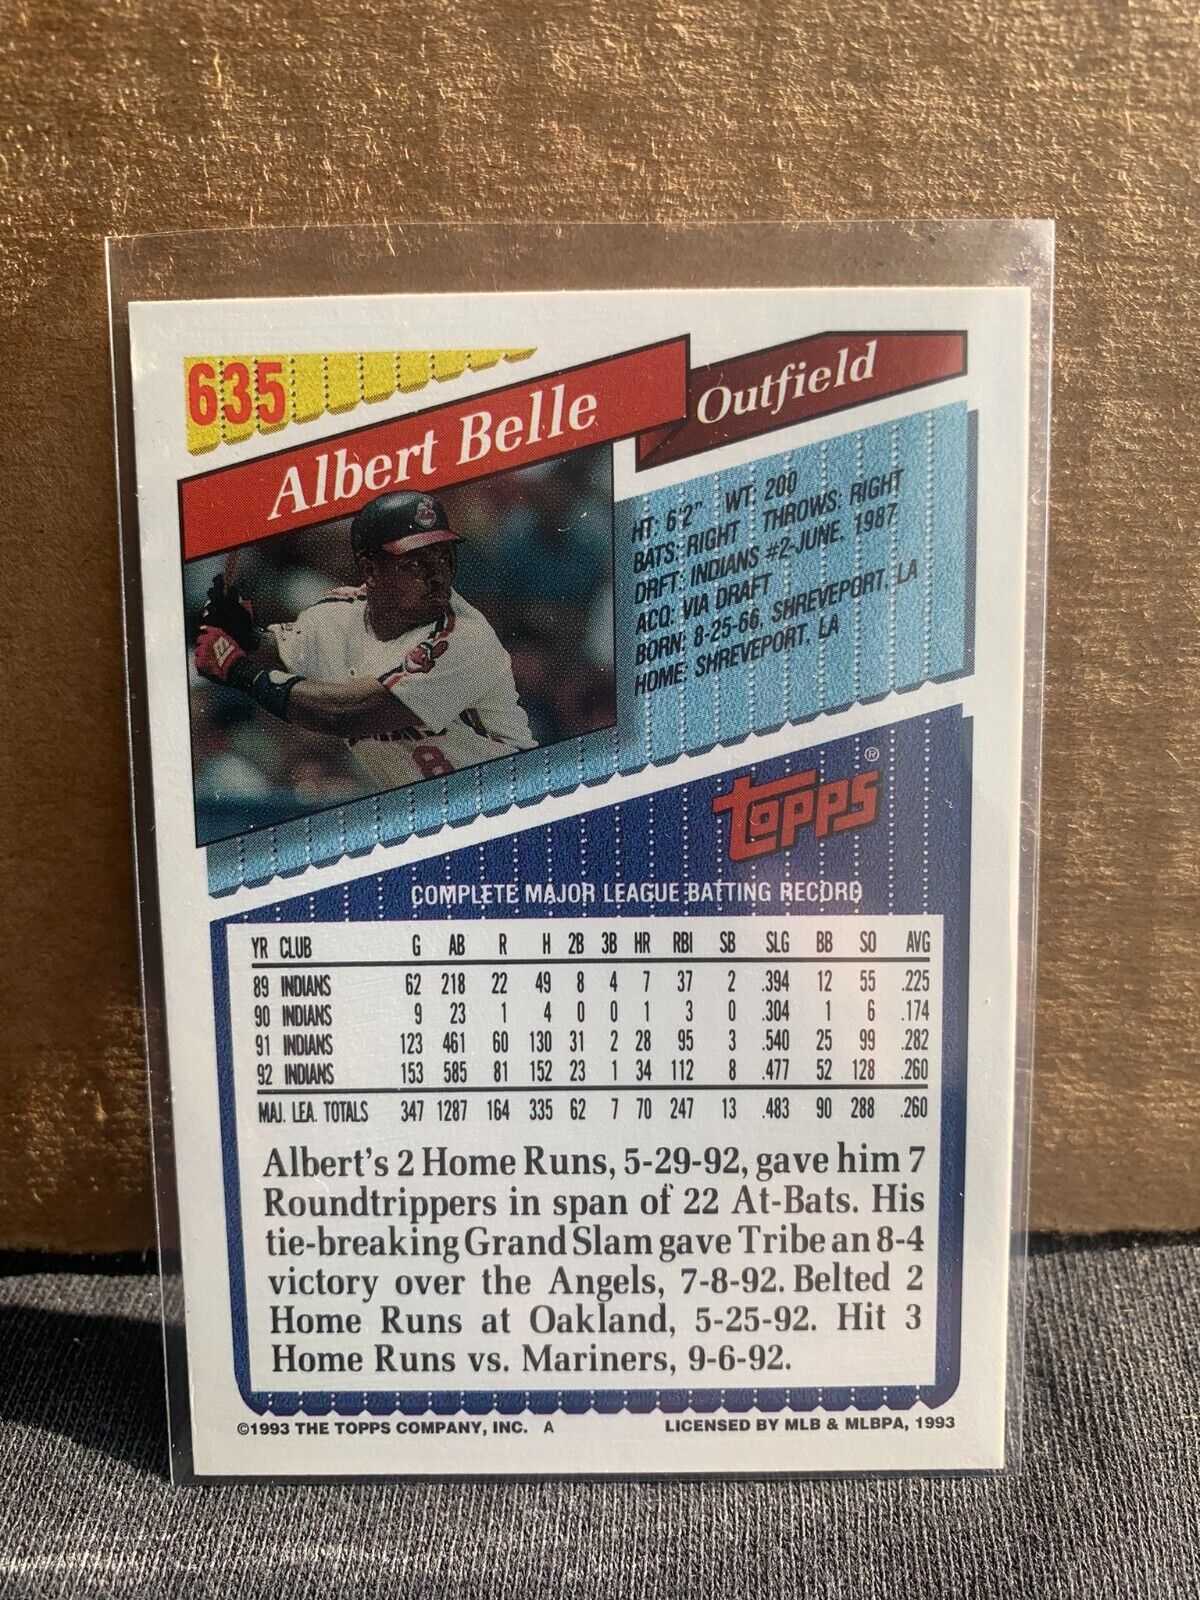 635
Albert Belle
Outfield
HT: 6'2" WT: 200
BATS: RIGHT THROWS: RIGHT
DRFT: INDIANS #2-JUNE, 1987
ACQ: VIA DRAFT
BORN: 8-25-66, SHREVEPORT, LA
HOME: SHREVEPORT, LA
8
topps®
COMPLETE MAJOR LEAGUE BATTING RECORD
YR CLUB G AB R H 2B 3B HR RBI SB SLG BB SO AVG
89 INDIANS 62 218 22 49 8 4 7 37 2 .394 12 55 .225
90 INDIANS 9 23 1 4 0 0 1 3 0 .304 1 6 .174
91 INDIANS 123 461 60 130 31 2 28 95 3 .540 25 99 .282
92 INDIANS 153 585 81 152 23 1 34 112 8 .477 52 128 .260
MAJ. LEA. TOTALS 347 1287 164 335 62 7 70 247 13 .483 90 288 .260
Albert's 2 Home Runs, 5-29-92, gave him 7
Roundtrippers in span of 22 At-Bats. His
tie-breaking Grand Slam gave Tribe an 8-4
victory over the Angels, 7-8-92. Belted 2
Home Runs at Oakland, 5-25-92. Hit 3
Home Runs vs. Mariners, 9-6-92.
©1993 THE TOPPS COMPANY, INC. A
LICENSED BY MLB & MLBPA, 1993